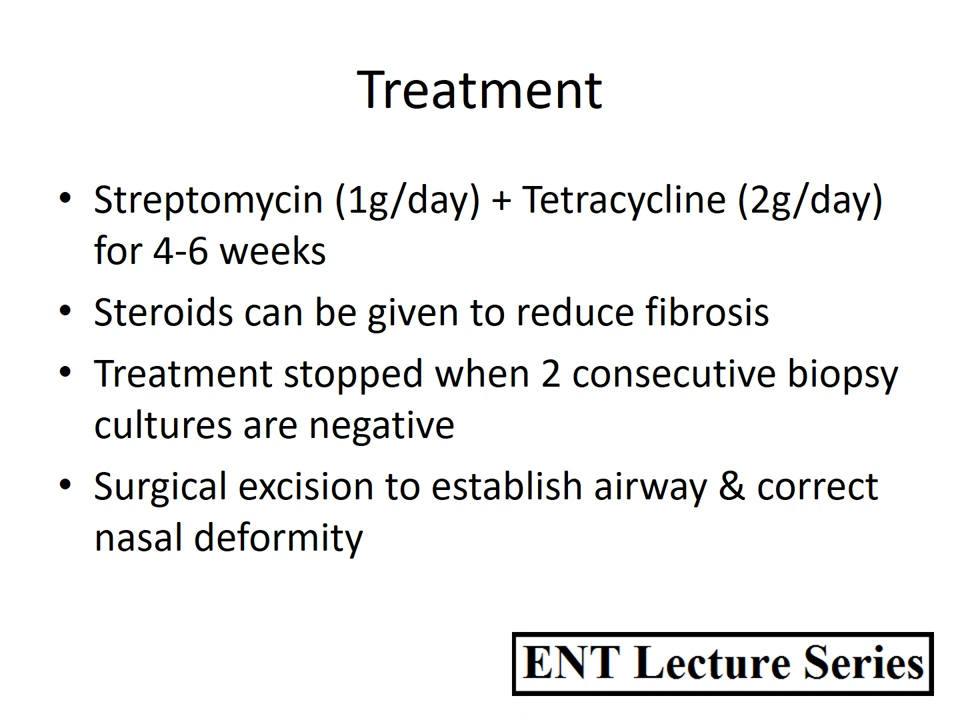 Treatment
• Streptomycin (1g/day) + Tetracycline (2g/day)
for 4-6 weeks
• Steroids can be given to reduce fibrosis
• Treatment stopped when 2 consecutive biopsy
cultures are negative
• Surgical excision to establish airway & correct
nasal deformity
ENT Lecture Series